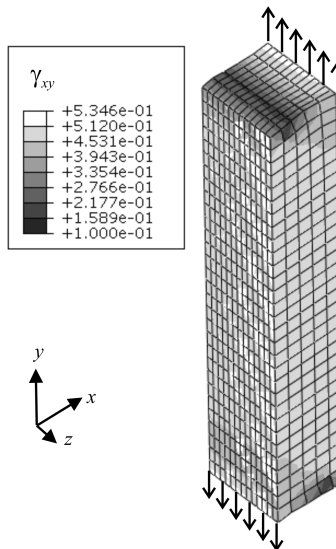 γxy
+5.346e-01
+5.120e-01
+4.531e-01
+3.943e-01
+3.354e-01
+2.766e-01
+2.177e-01
+1.589e-01
+1.000e-01
y
x
z